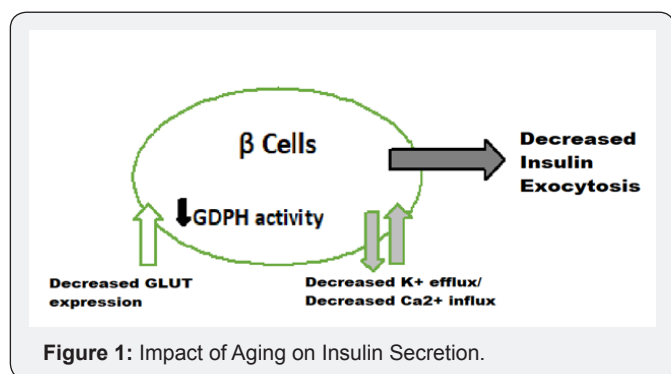 β Cells
GDPH activity
Decreased
Insulin
Exocytosis
Decreased GLUT
expression
Decreased K+ efflux/
Decreased Ca2+ influx
Figure 1: Impact of Aging on Insulin Secretion.